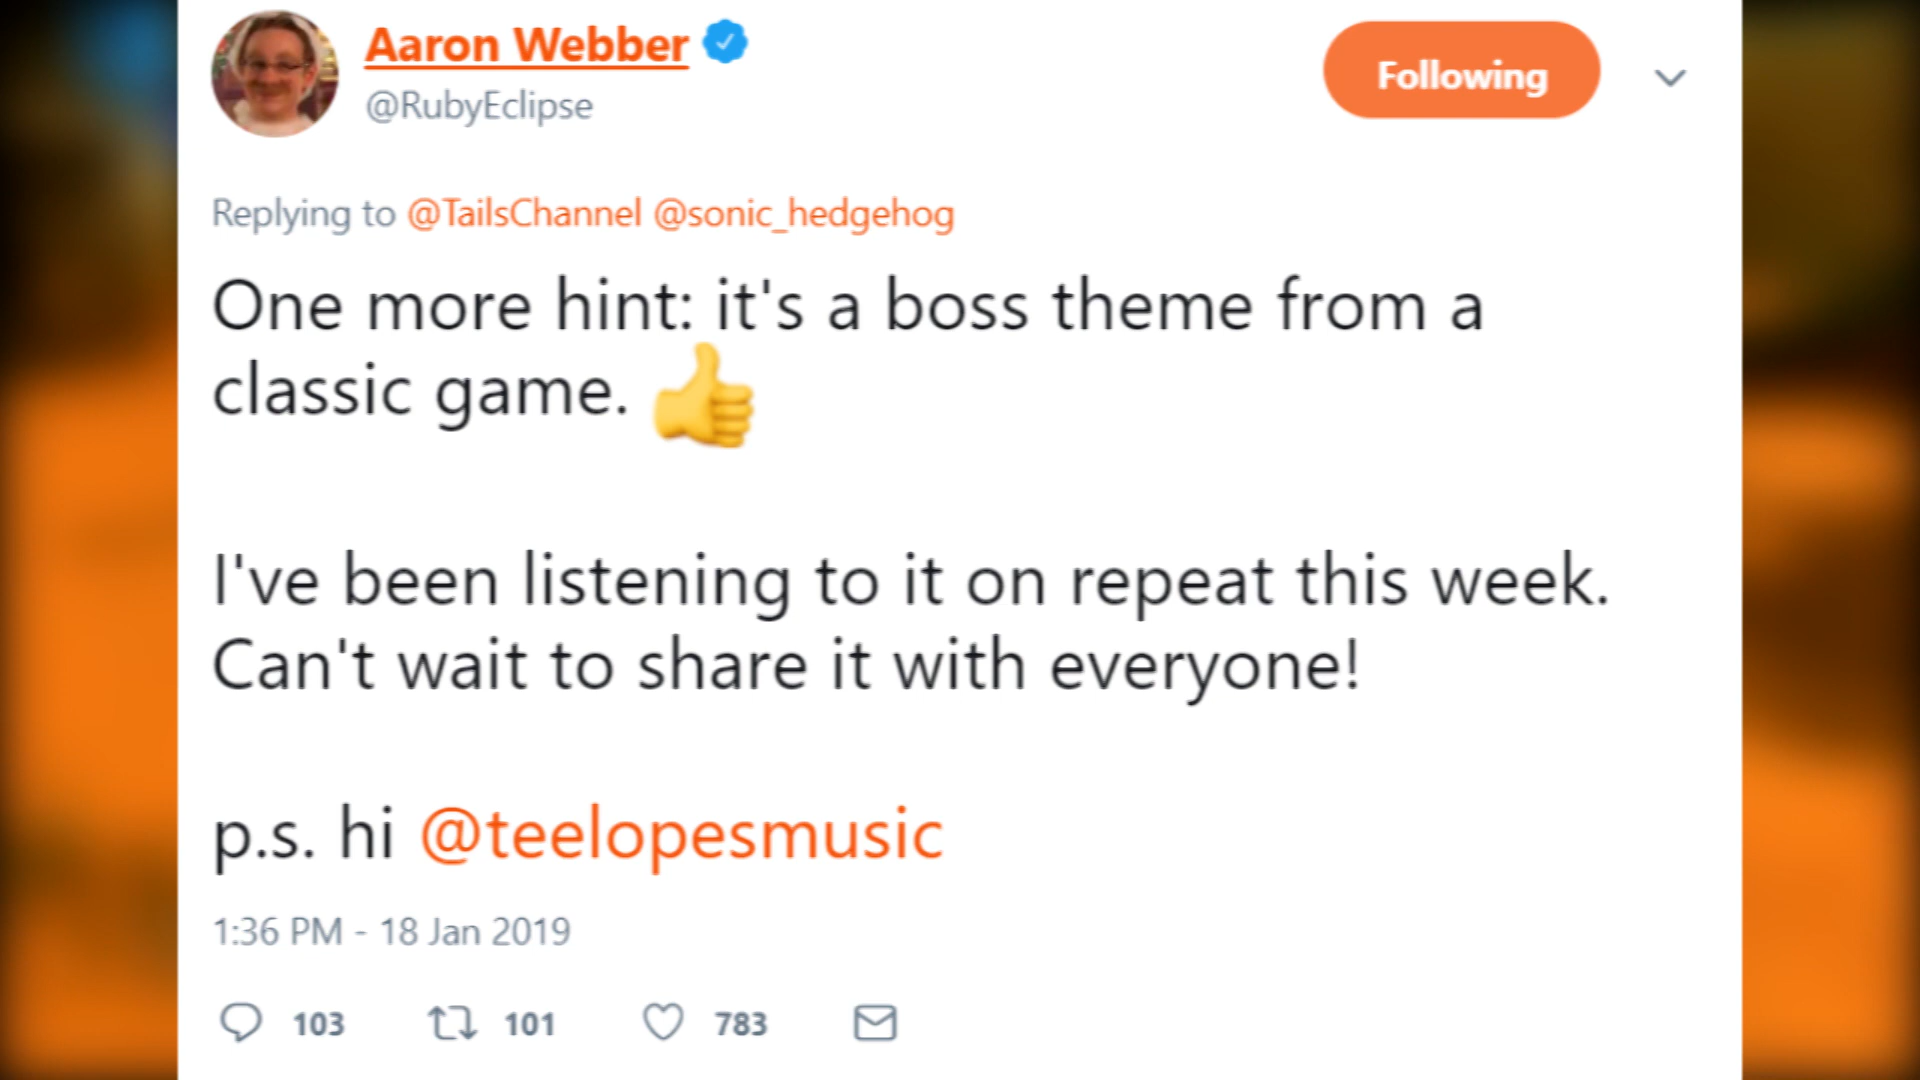 Aaron Webber
@RubyEclipse
Following
Replying to @TailsChannel @sonic_hedgehog
One more hint: it's a boss theme from a
classic game. 👍
I've been listening to it on repeat this week.
Can't wait to share it with everyone!
p.s. hi @teelopesmusic
1:36 PM - 18 Jan 2019
103 101 783